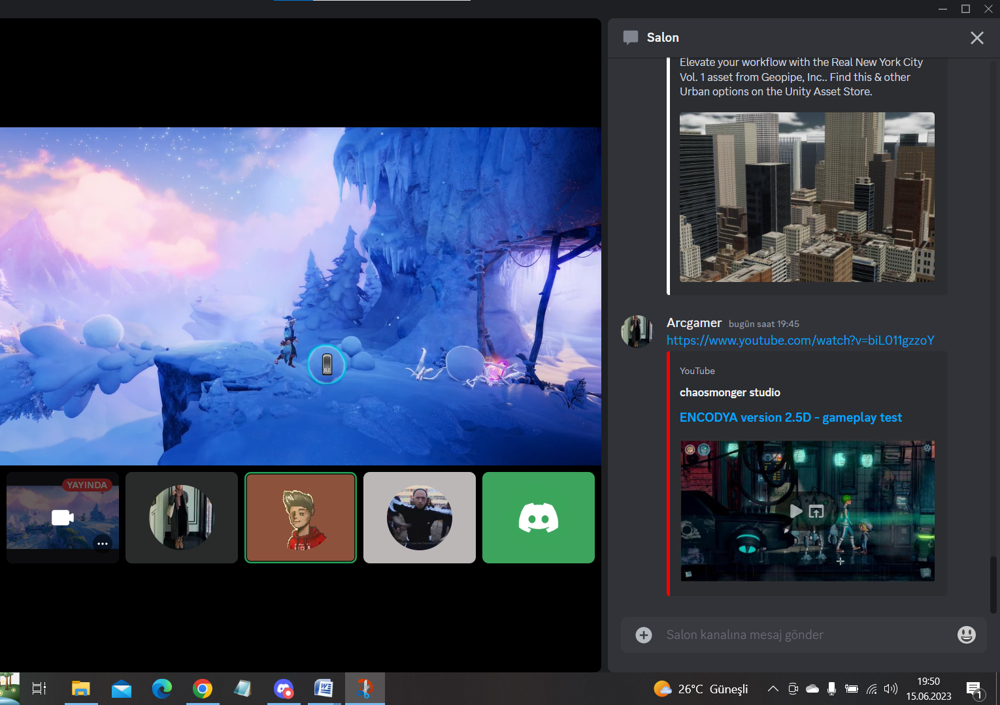 Salon
Elevate your workflow with the Real New York City
Vol. 1 asset from Geopipe, Inc.. Find this & other
Urban options on the Unity Asset Store.
Arcgamer bugün saat 19:45
https://www.youtube.com/watch?v=biL011gzzoY
YouTube
chaosmonger studio
ENCODYA version 2.5D - gameplay test
RT
YAYINDA
Salon kanalına mesaj gönder
26°C Güneşli
19:50
15.06.2023
1